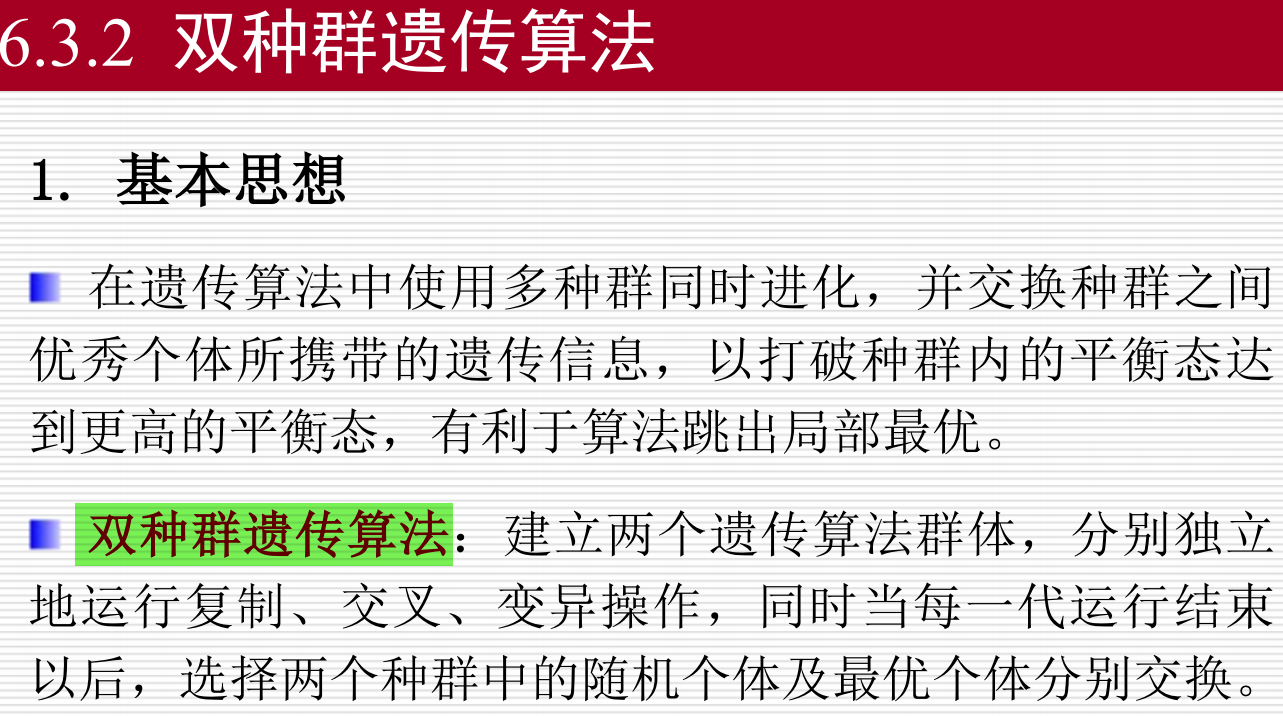 6.3.2 双种群遗传算法
1. 基本思想
在遗传算法中使用多种群同时进化，并交换种群之间
优秀个体所携带的遗传信息，以打破种群内的平衡态达
到更高的平衡态，有利于算法跳出局部最优。
双种群遗传算法：建立两个遗传算法群体，分别独立
地运行复制、交叉、变异操作，同时当每一代运行结束
以后，选择两个种群中的随机个体及最优个体分别交换。